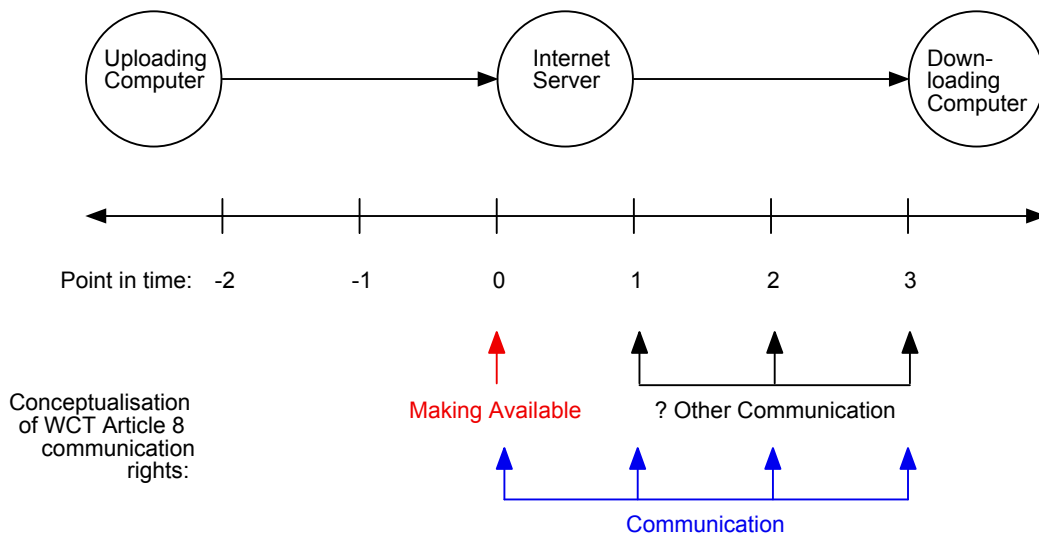 Uploading
Computer
Internet
Server
Down-
loading
Computer
Point in time: -2 -1 0 1 2 3
Making Available
? Other Communication
Conceptualisation
of WCT Article 8
communication
rights:
Communication